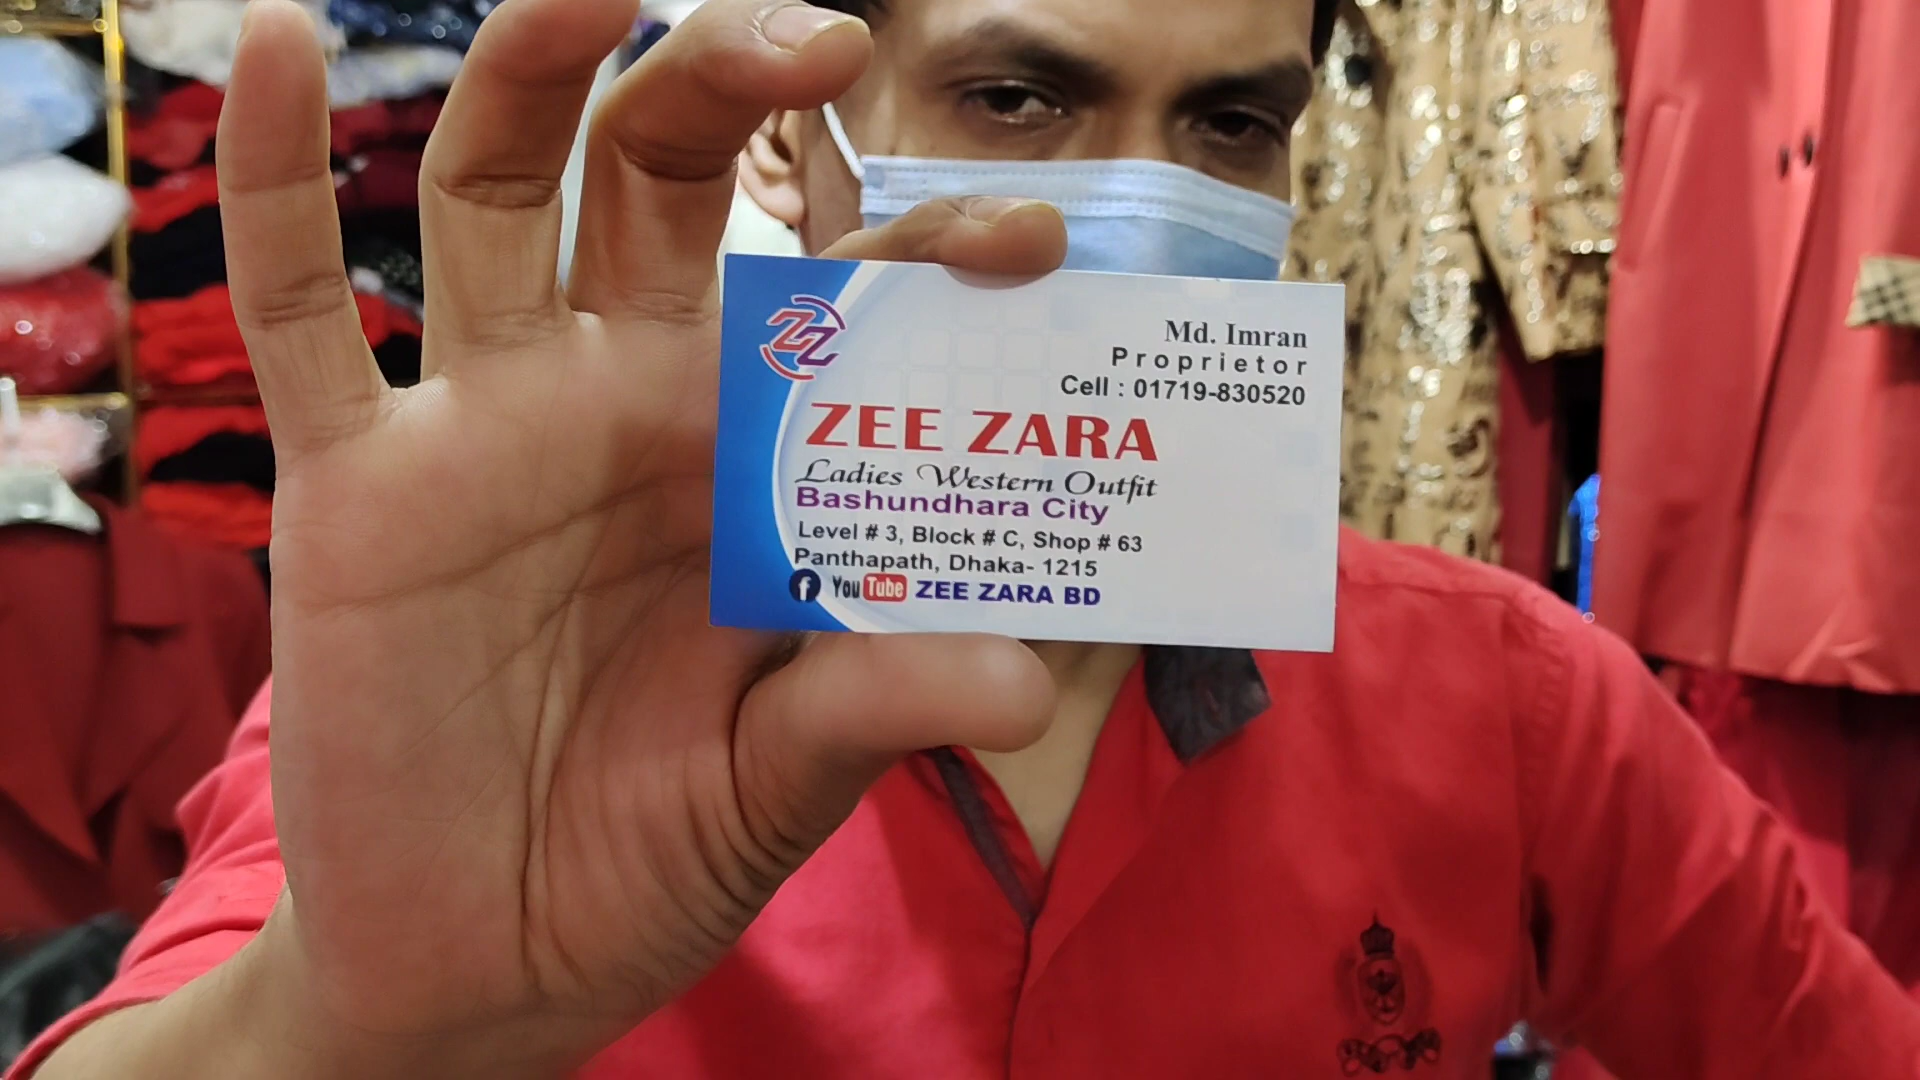 ZZ
Md. Imran
Proprietor
Cell : 01719-830520
ZEE ZARA
Ladies Western Outfit
Bashundhara City
Level # 3, Block # C, Shop # 63
Panthapath, Dhaka- 1215
f YouTube ZEE ZARA BD